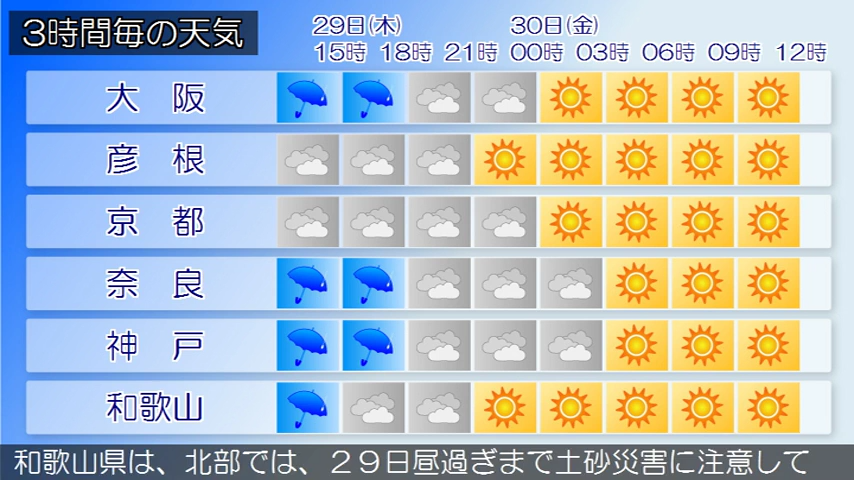 3時間毎の天気
29日(木) 30日(金)
15時 18時 21時 00時 03時 06時 09時 12時
大 阪
彦 根
京 都
奈 良
神 戸
和歌山
和歌山県は、北部では、２９日昼過ぎまで土砂災害に注意して